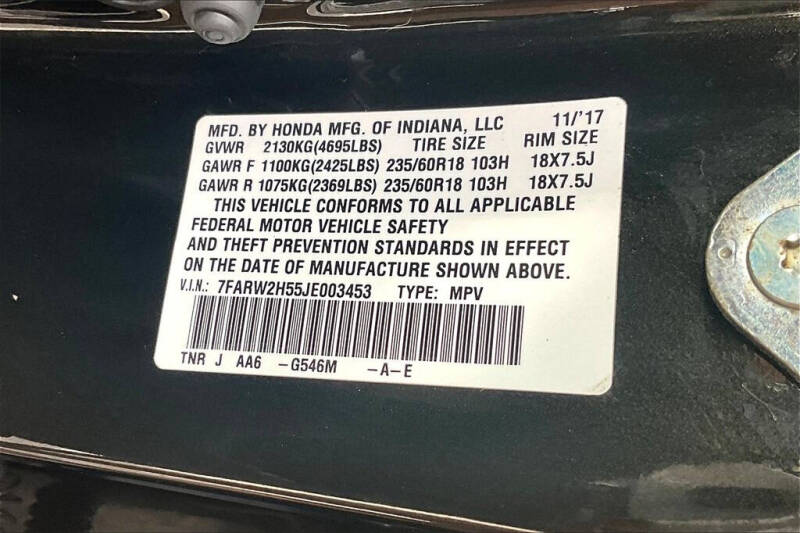 MFD. BY HONDA MFG. OF INDIANA, LLC 11/'17
GVWR 2130KG(4695LBS) TIRE SIZE RIM SIZE
GAWR F 1100KG(2425LBS) 235/60R18 103H 18X7.5J
GAWR R 1075KG(2369LBS) 235/60R18 103H 18X7.5J
THIS VEHICLE CONFORMS TO ALL APPLICABLE
FEDERAL MOTOR VEHICLE SAFETY
AND THEFT PREVENTION STANDARDS IN EFFECT
ON THE DATE OF MANUFACTURE SHOWN ABOVE.
V.I.N.: 7FARW2H55JE003453 TYPE: MPV
TNR J AA6 -G546M -A-E